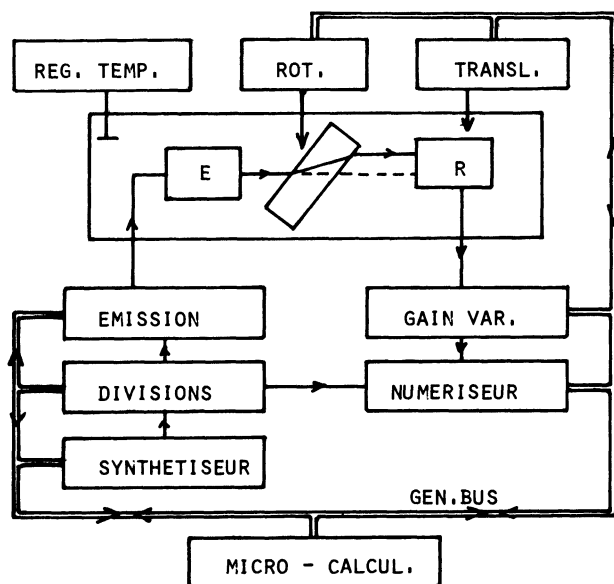 REG. TEMP.
ROT.
TRANSL.
E
R
EMISSION
GAIN VAR.
DIVISIONS
NUMERISEUR
SYNTHETISEUR
GEN.BUS
MICRO - CALCUL.